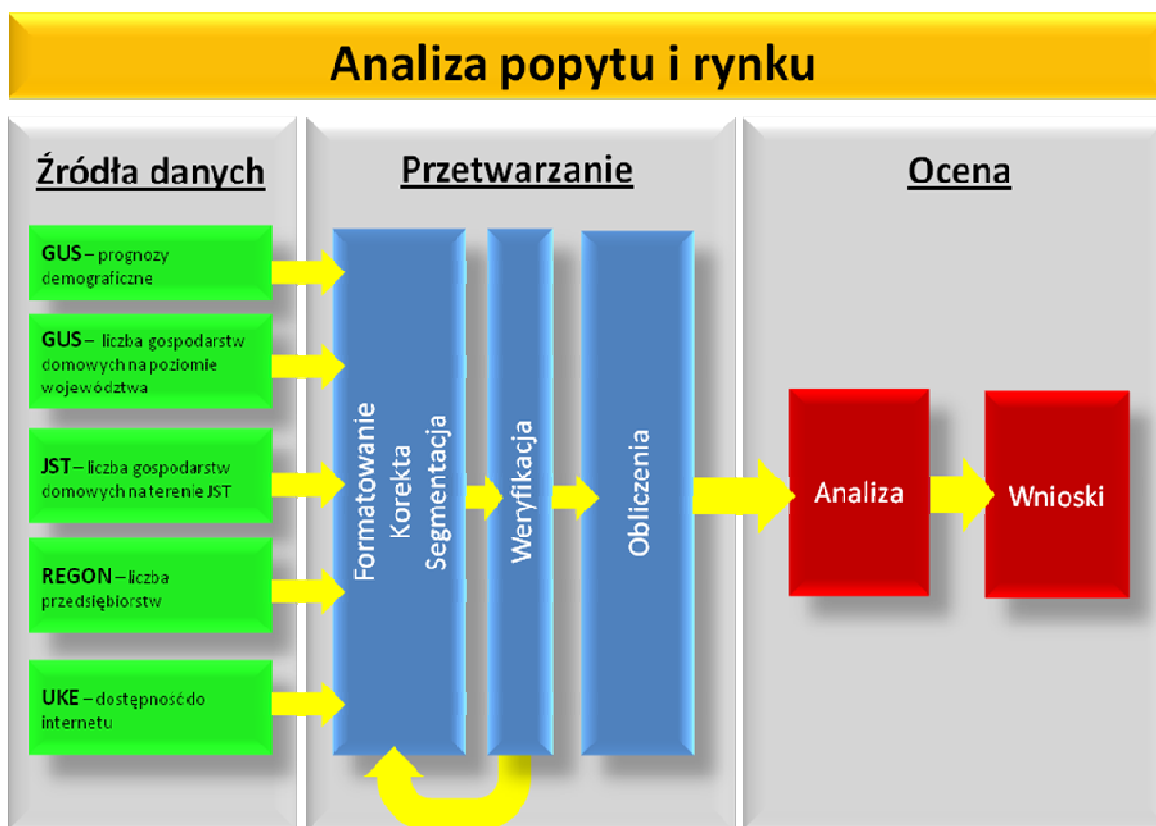 Analiza popytu i rynku
Źródła danych
GUS – prognozy
demograficzne
GUS – liczba gospodarstw
domowych na poziomie
województwa
JST – liczba gospodarstw
domowych na terenie JST
REGON – liczba
przedsiębiorstw
UKE – dostępność do
internetu
Przetwarzanie
Formatowanie
Korekta
Segmentacja
Weryfikacja
Obliczenia
Ocena
Analiza
Wnioski